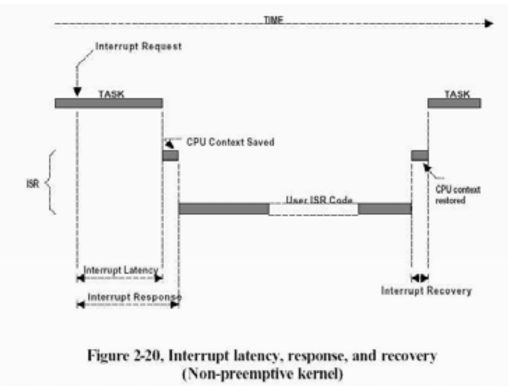 TIME
Interrupt Request
TASK
TASK
CPU Context Saved
ISR
CPU context
restored
User ISR Code
Interrupt Latency
Interrupt Response
Interrupt Recovery
Figure 2-20, Interrupt latency, response, and recovery
(Non-preemptive kernel)